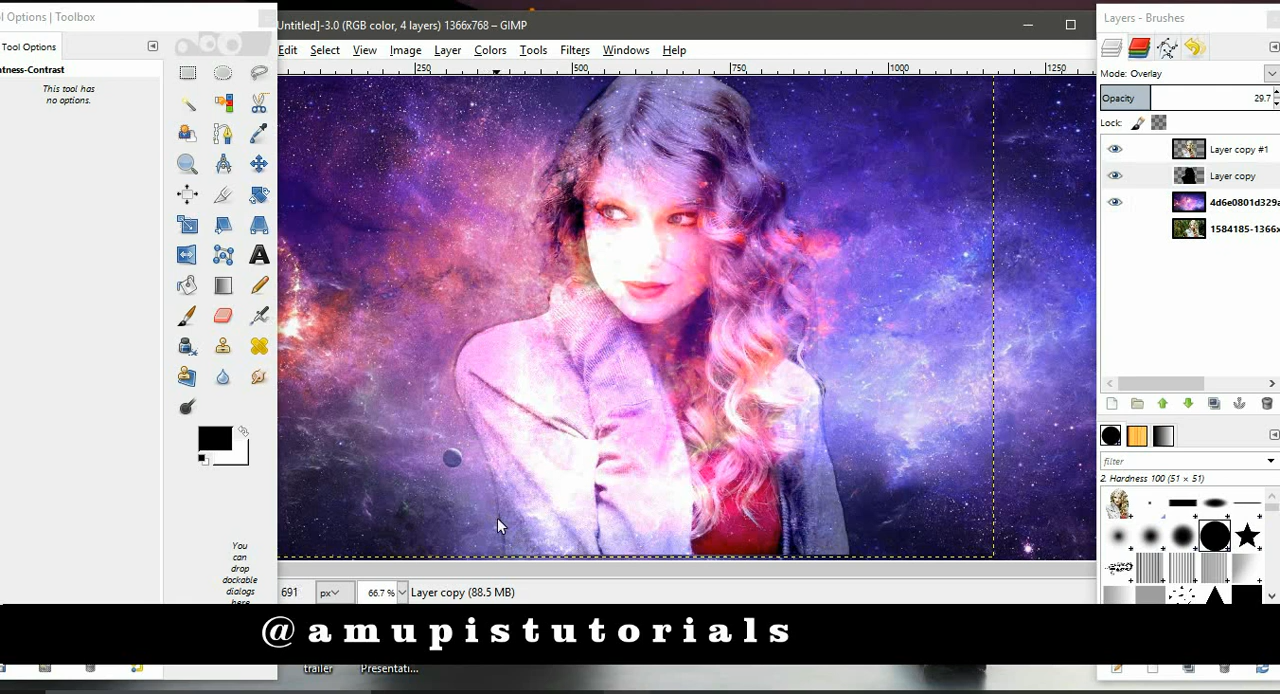 l Options | Toolbox
Untitled]-3.0 (RGB color, 4 layers) 1366x768 – GIMP
Layers - Brushes
Tool Options
Edit Select View Image Layer Colors Tools Filters Windows Help
ntness-Contrast
This tool has
no options.
250 500 750 1000 1250
Mode: Overlay
Opacity 29.7
Lock:
Layer copy #1
Layer copy
4d6e0801d329a
1584185-1366x
filter
2. Hardness 100 (51 × 51)
You
can
drop
dockable
dialogs
here
691 px 66.7 % Layer copy (88.5 MB)
@amupistutorials
trailer Presentati...